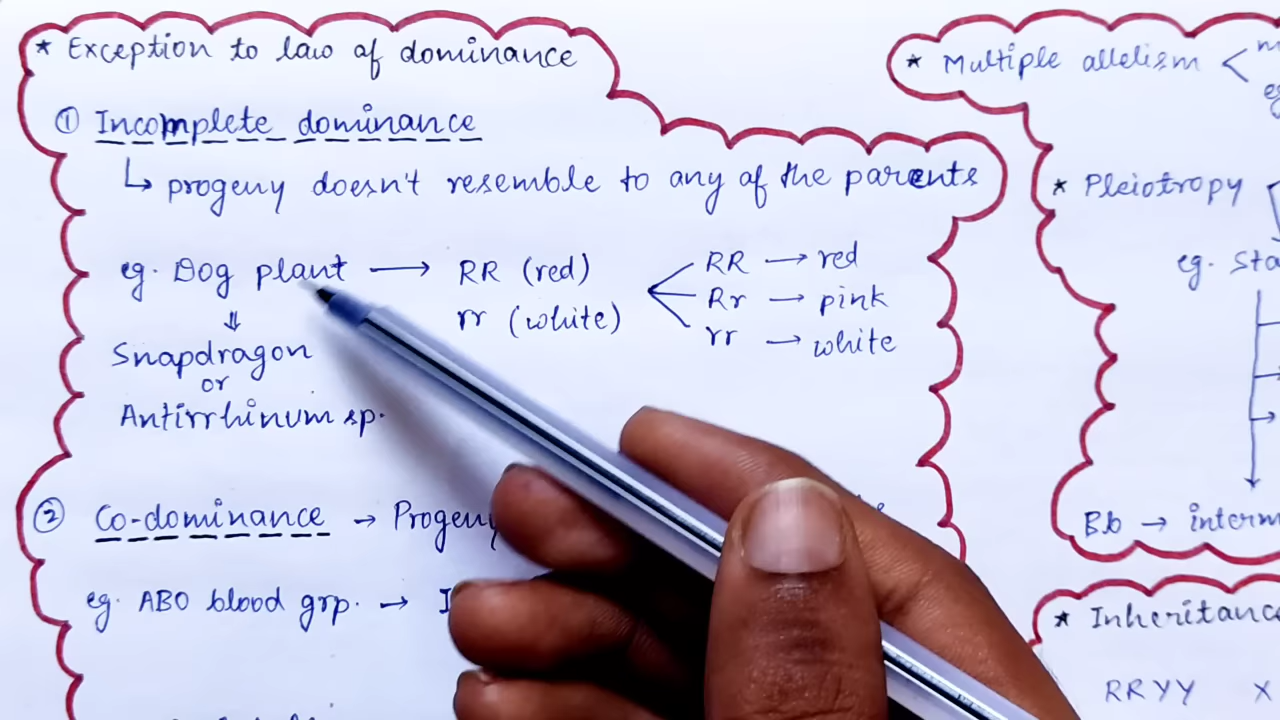 * Exception to law of dominance
① Incomplete dominance
↳ progeny doesn't resemble to any of the parents
eg. Dog plant → RR (red)
rr (white)
RR → red
Rr → pink
rr → white
⇓
Snapdragon
or
Antirrhinum sp.
② Co-dominance → Progeny
eg. ABO blood grp. → I
* Multiple allelism <
* Pleiotropy
eg.
Bb → interm
* Inheritance
RRYY X